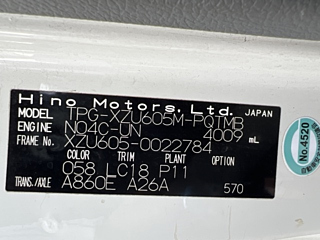 Hino Motors, Ltd. JAPAN
MODEL TPG-XZU605M-PQTMB
ENGINE N04C-UN 4009 mL
FRAME No. XZU605-0022784
COLOR TRIM PLANT OPTION
058 LC18 P11
TRANS./AXLE A860E A26A 570
No.4520